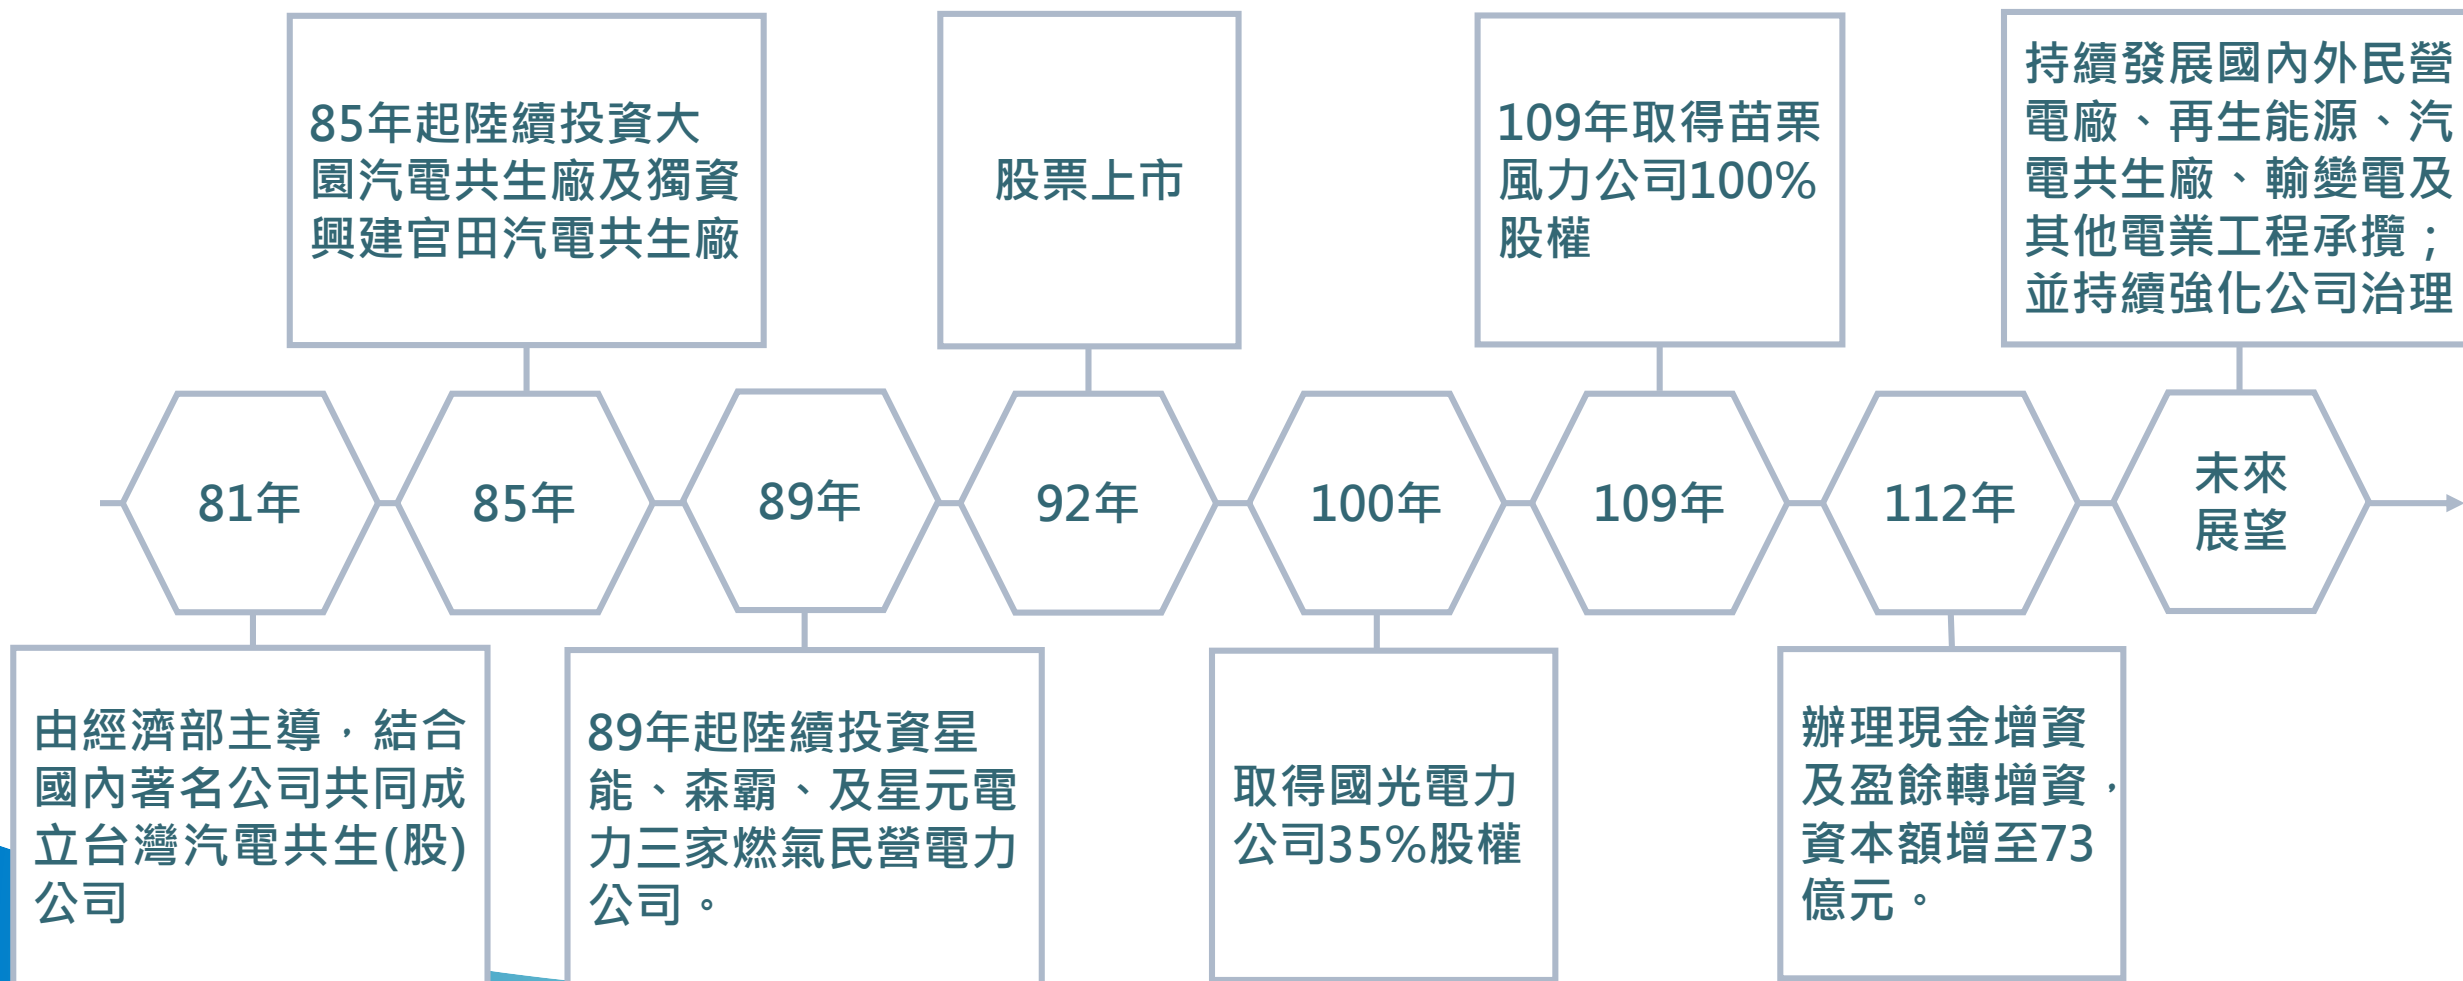 85年起陸續投資大
園汽電共生廠及獨資
興建官田汽電共生廠
股票上市
109年取得苗栗
風力公司100%
股權
持續發展國內外民營
電廠、再生能源、汽
電共生廠、輸變電及
其他電業工程承攬；
並持續強化公司治理
81年
85年
89年
92年
100年
109年
112年
未來
展望
由經濟部主導，結合
國內著名公司共同成
立台灣汽電共生(股)
公司
89年起陸續投資星
能、森霸、及星元電
力三家燃氣民營電力
公司。
取得國光電力
公司35%股權
辦理現金增資
及盈餘轉增資，
資本額增至73
億元。